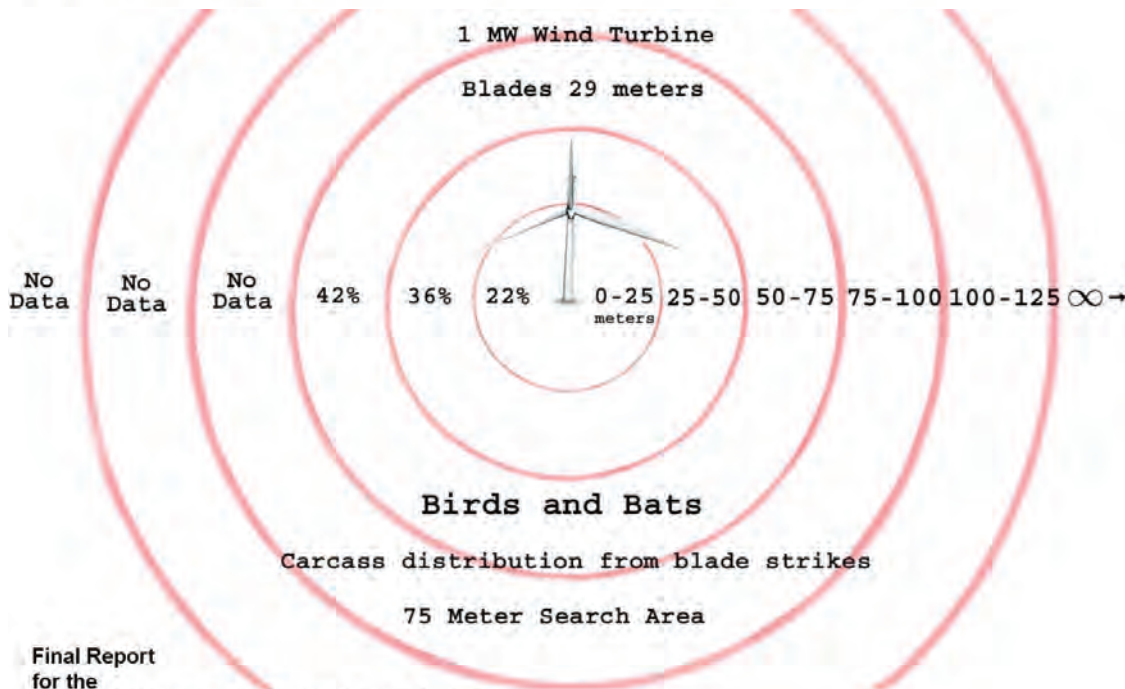 1 MW Wind Turbine
Blades 29 meters
No Data
No Data
No Data
42%
36%
22%
0-25 meters
25-50
50-75
75-100
100-125
∞→
Birds and Bats
Carcass distribution from blade strikes
75 Meter Search Area
Final Report
for the